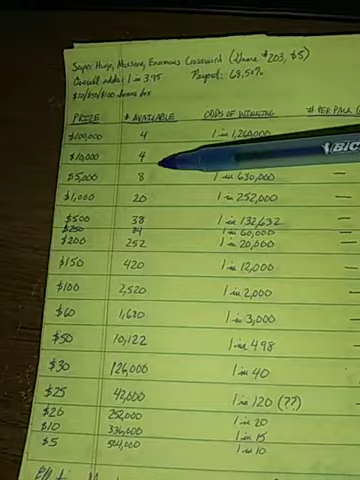 Super Huge, Massive, Enormous Crossword (Game #203, $5)
Overall odds: 1 in 3.95 Payout: 68.50%
$10/$50/$100 bonus box
PRIZE # AVAILABLE ODDS OF WINNING # PER PACK
$100,000 4 1 in 1,260,000
$10,000 4
$5,000 8 1 in 630,000 —
$1,000 20 1 in 252,000 —
$500 38 1 in 132,632 —
$250 84 1 in 60,000 —
$200 252 1 in 20,000 —
$150 420 1 in 12,000
$100 2,520 1 in 2,000
$60 1,680 1 in 3,000
$50 10,122 1 in 498
$30 126,000 1 in 40
$25 42,000 1 in 120 (??)
$20 252,000 1 in 20
$10 336,000 1 in 15
$5 504,000 1 in 10
BIC